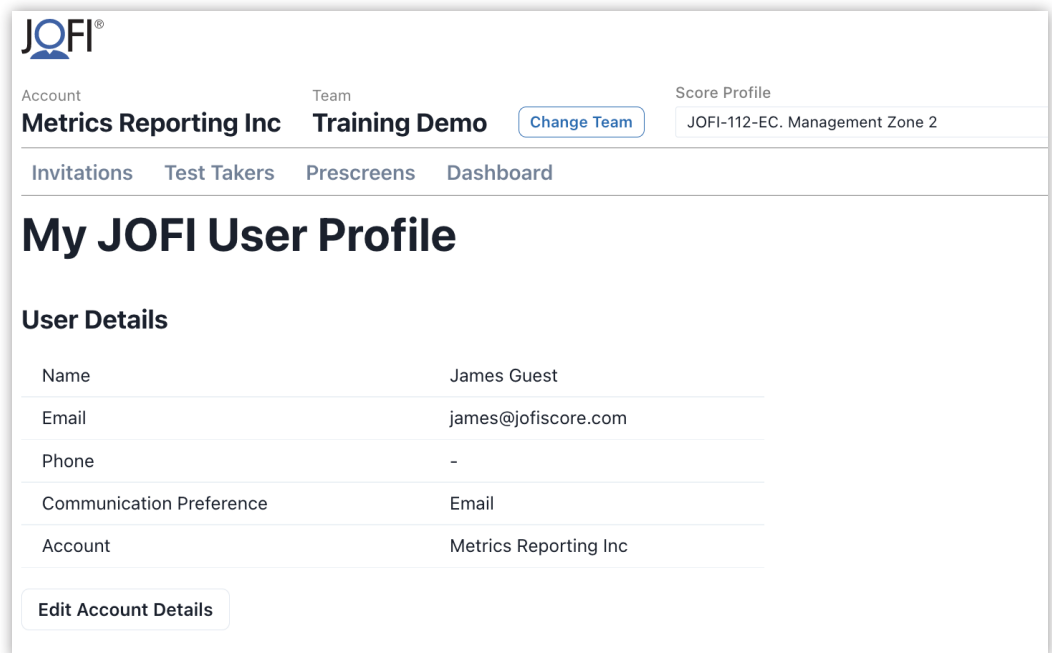 JOFI®
Account
Metrics Reporting Inc
Team
Training Demo
Change Team
Score Profile
JOFI-112-EC. Management Zone 2
Invitations Test Takers Prescreens Dashboard
My JOFI User Profile
User Details
Name James Guest
Email james@jofiscore.com
Phone -
Communication Preference Email
Account Metrics Reporting Inc
Edit Account Details